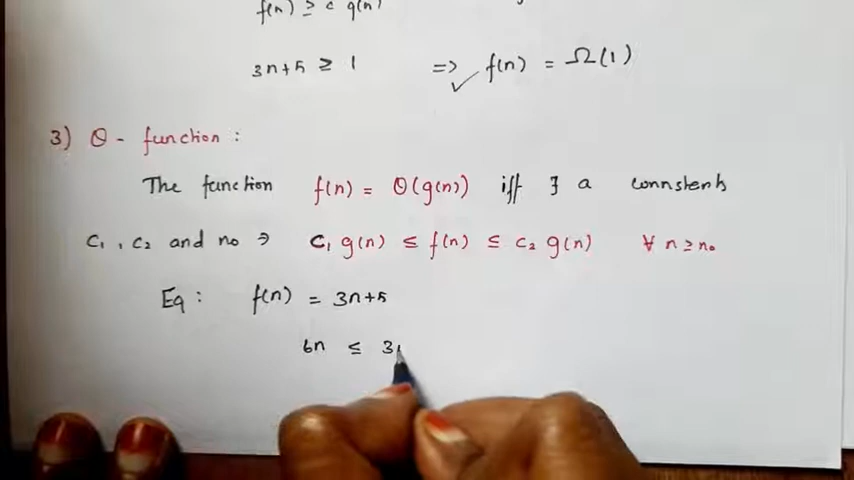 f(n) ≥ c g(n)
3n+5 ≥ 1 => f(n) = Ω(1)
3) θ - function :
The function f(n) = θ(g(n)) iff ∃ a connstents
c₁ , c₂ and n₀ ∋ c₁ g(n) ≤ f(n) ≤ c₂ g(n) ∀ n ≥ n₀
Eg : f(n) = 3n+5
6n ≤ 3